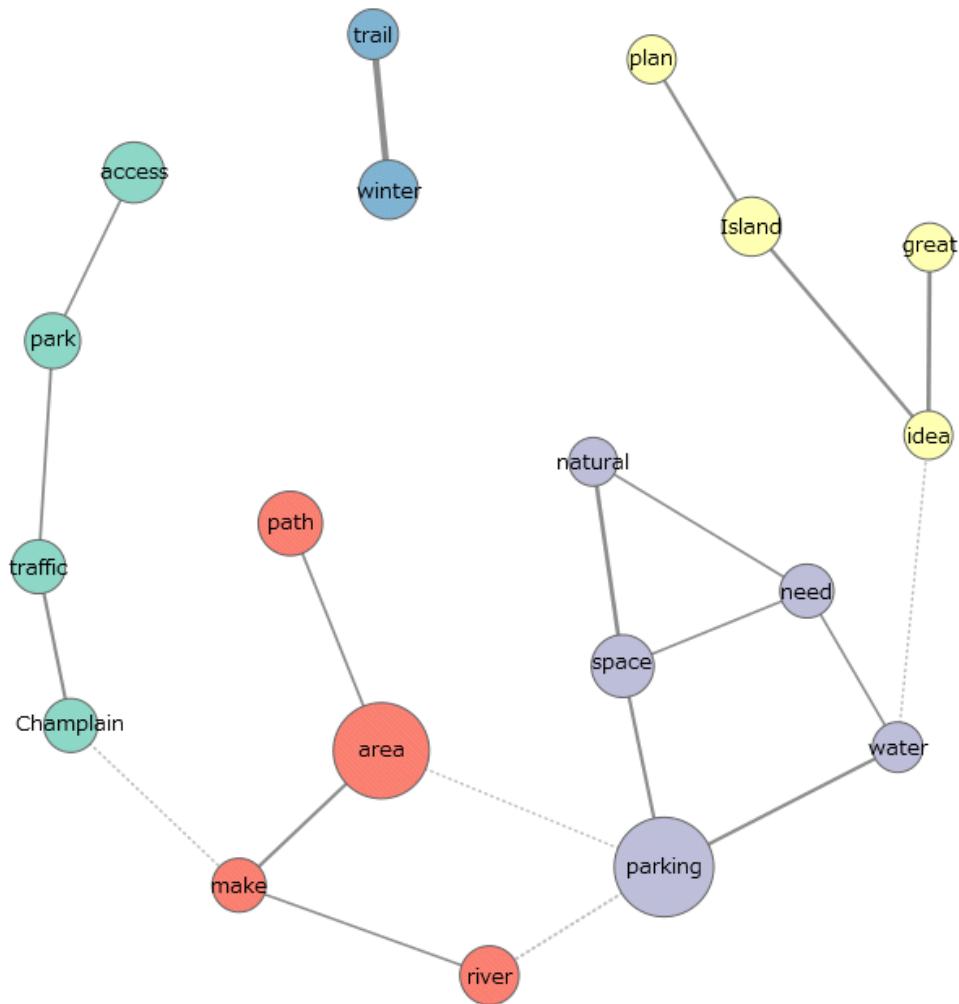 trail
plan
access
winter
Island
great
park
idea
natural
path
traffic
need
space
Champlain
area
water
parking
make
river